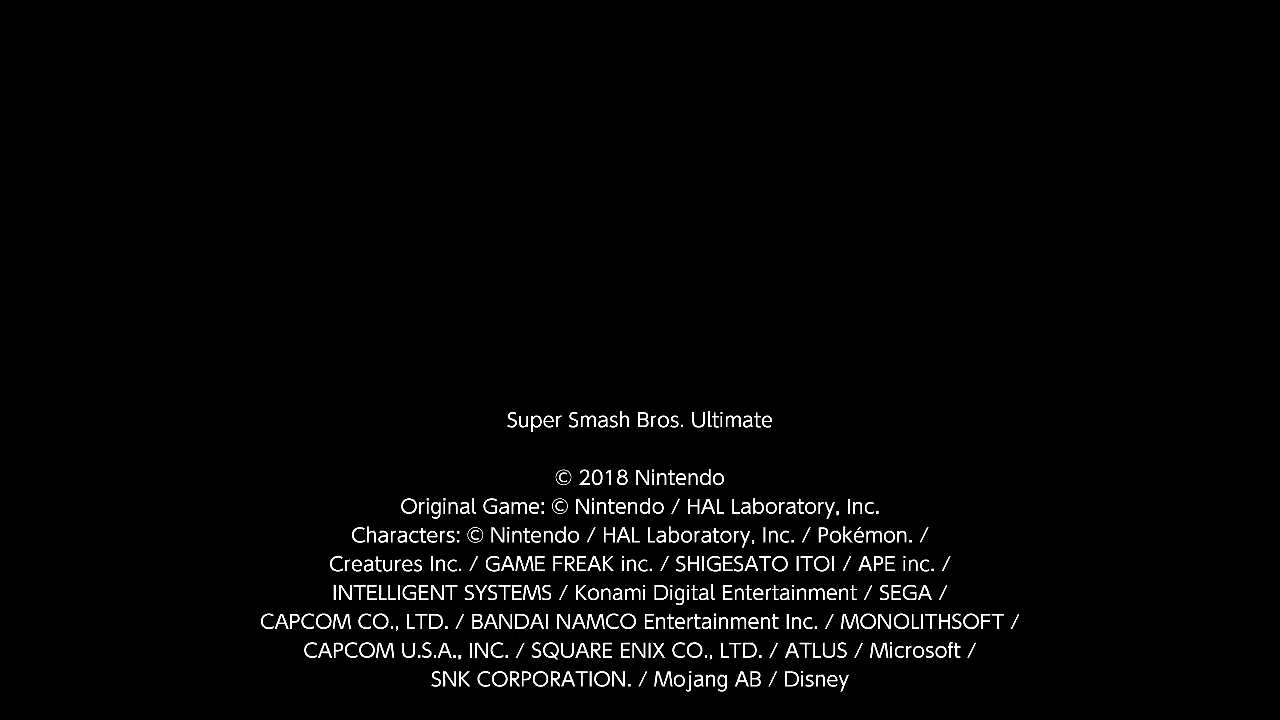 Super Smash Bros. Ultimate
© 2018 Nintendo
Original Game: © Nintendo / HAL Laboratory, Inc.
Characters: © Nintendo / HAL Laboratory, Inc. / Pokémon. /
Creatures Inc. / GAME FREAK inc. / SHIGESATO ITOI / APE inc. /
INTELLIGENT SYSTEMS / Konami Digital Entertainment / SEGA /
CAPCOM CO., LTD. / BANDAI NAMCO Entertainment Inc. / MONOLITHSOFT /
CAPCOM U.S.A., INC. / SQUARE ENIX CO., LTD. / ATLUS / Microsoft /
SNK CORPORATION. / Mojang AB / Disney